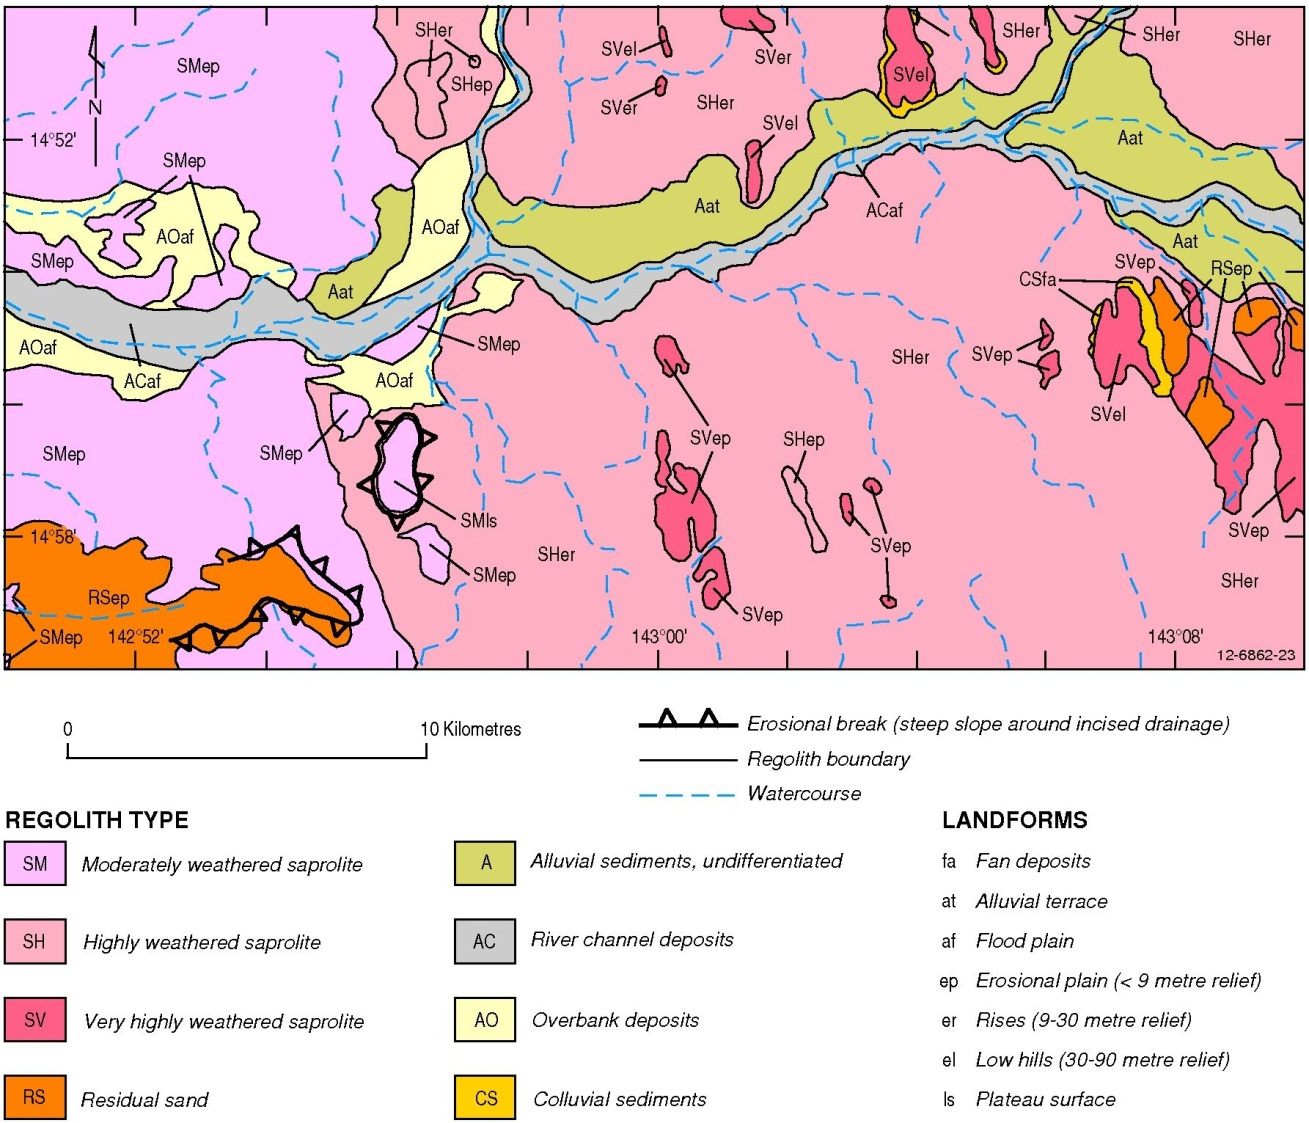 SHer
SHep
SMep
N
14°52'
SMep
SMep
AOaf
AOaf
Aat
AOaf
ACaf
SVel
SVer
SVer
SHer
SVel
Aat
SVel
SHer
SHer
SHer
Aat
ACaf
Aat
SVep
RSep
CSfa
SVep
SVel
SHer
SMep
AOaf
SMep
SMep
SMls
SMep
SVep
SHep
SVep
SVep
SHer
SVep
SHer
14°58'
RSep
SMep
142°52'
143°00'
143°08'
12-6862-23
0
10 Kilometres
Erosional break (steep slope around incised drainage)
Regolith boundary
Watercourse
REGOLITH TYPE
SM Moderately weathered saprolite
SH Highly weathered saprolite
SV Very highly weathered saprolite
RS Residual sand
A Alluvial sediments, undifferentiated
AC River channel deposits
AO Overbank deposits
CS Colluvial sediments
LANDFORMS
fa Fan deposits
at Alluvial terrace
af Flood plain
ep Erosional plain (< 9 metre relief)
er Rises (9-30 metre relief)
el Low hills (30-90 metre relief)
ls Plateau surface